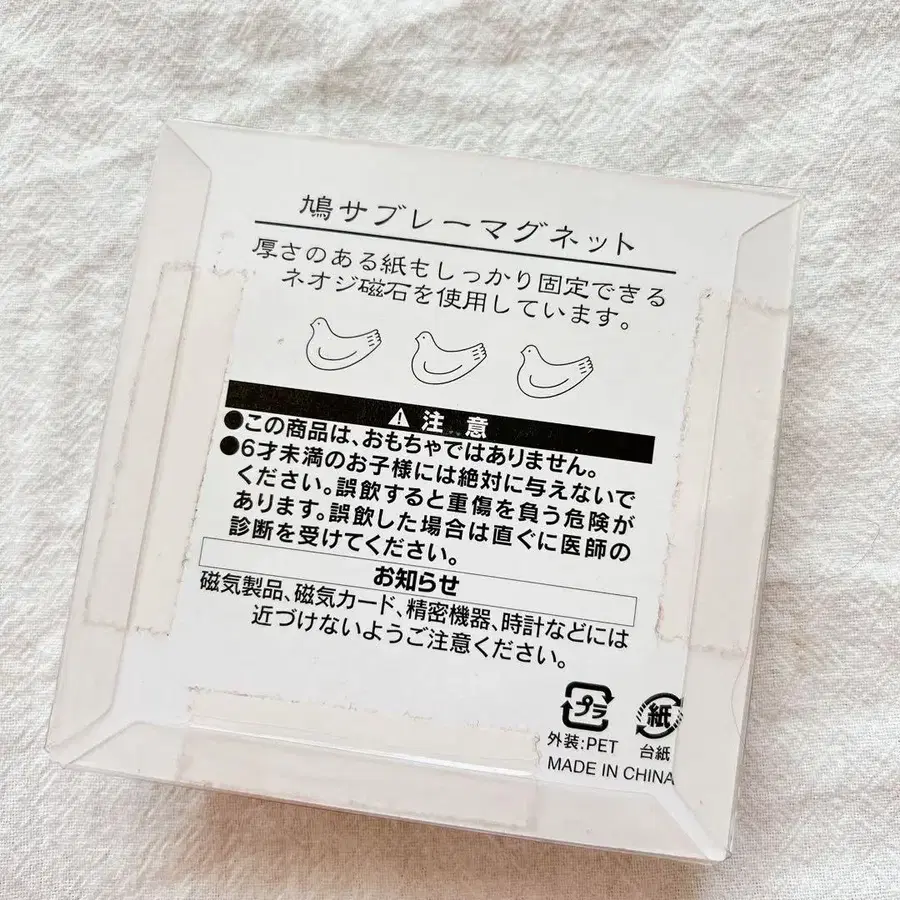 鳩サブレーマグネット
厚さのある紙もしっかり固定できる
ネオジ磁石を使用しています。
注意
●この商品は、おもちゃではありません。
●6才未満のお子様には絶対に与えないで
ください。誤飲すると重傷を負う危険が
あります。誤飲した場合は直ぐに医師の
診断を受けてください。
お知らせ
磁気製品、磁気カード、精密機器、時計などには
近づけないようご注意ください。
プラ 紙
外装:PET 台紙
MADE IN CHINA